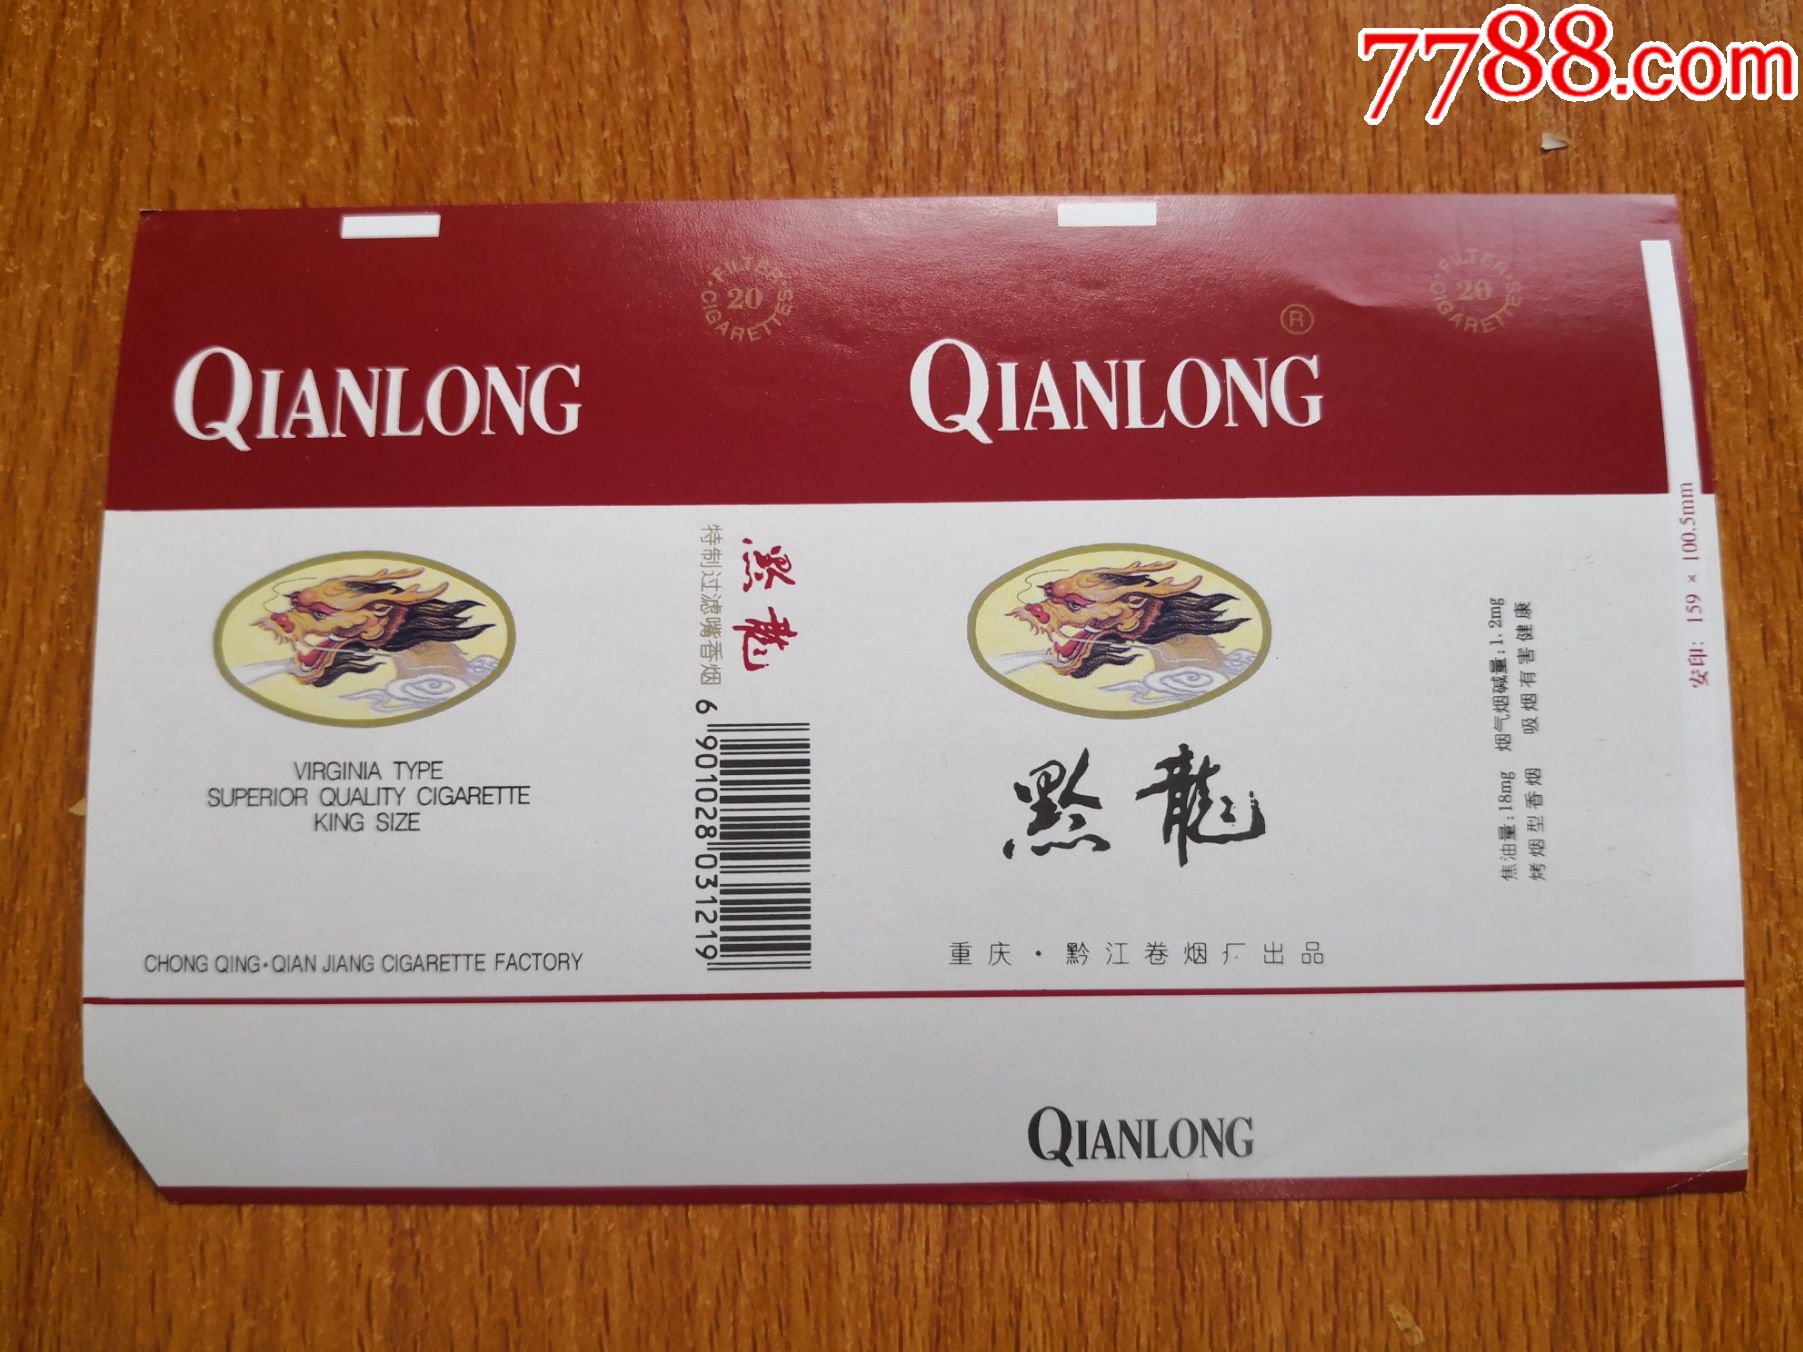 7788.com
·FILTER·
20
CIGARETTES
·FILTER·
20
CIGARETTES
QIANLONG
QIANLONG
®
VIRGINIA TYPE
SUPERIOR QUALITY CIGARETTE
KING SIZE
CHONG QING·QIAN JIANG CIGARETTE FACTORY
黔龍
特制过滤嘴香烟
6 901028 031219
黔龍
重庆·黔江卷烟厂出品
焦油量:18mg 烟气烟碱量:1.2mg
烤烟型香烟 吸烟有害健康
安印: 159 × 100.5mm
QIANLONG